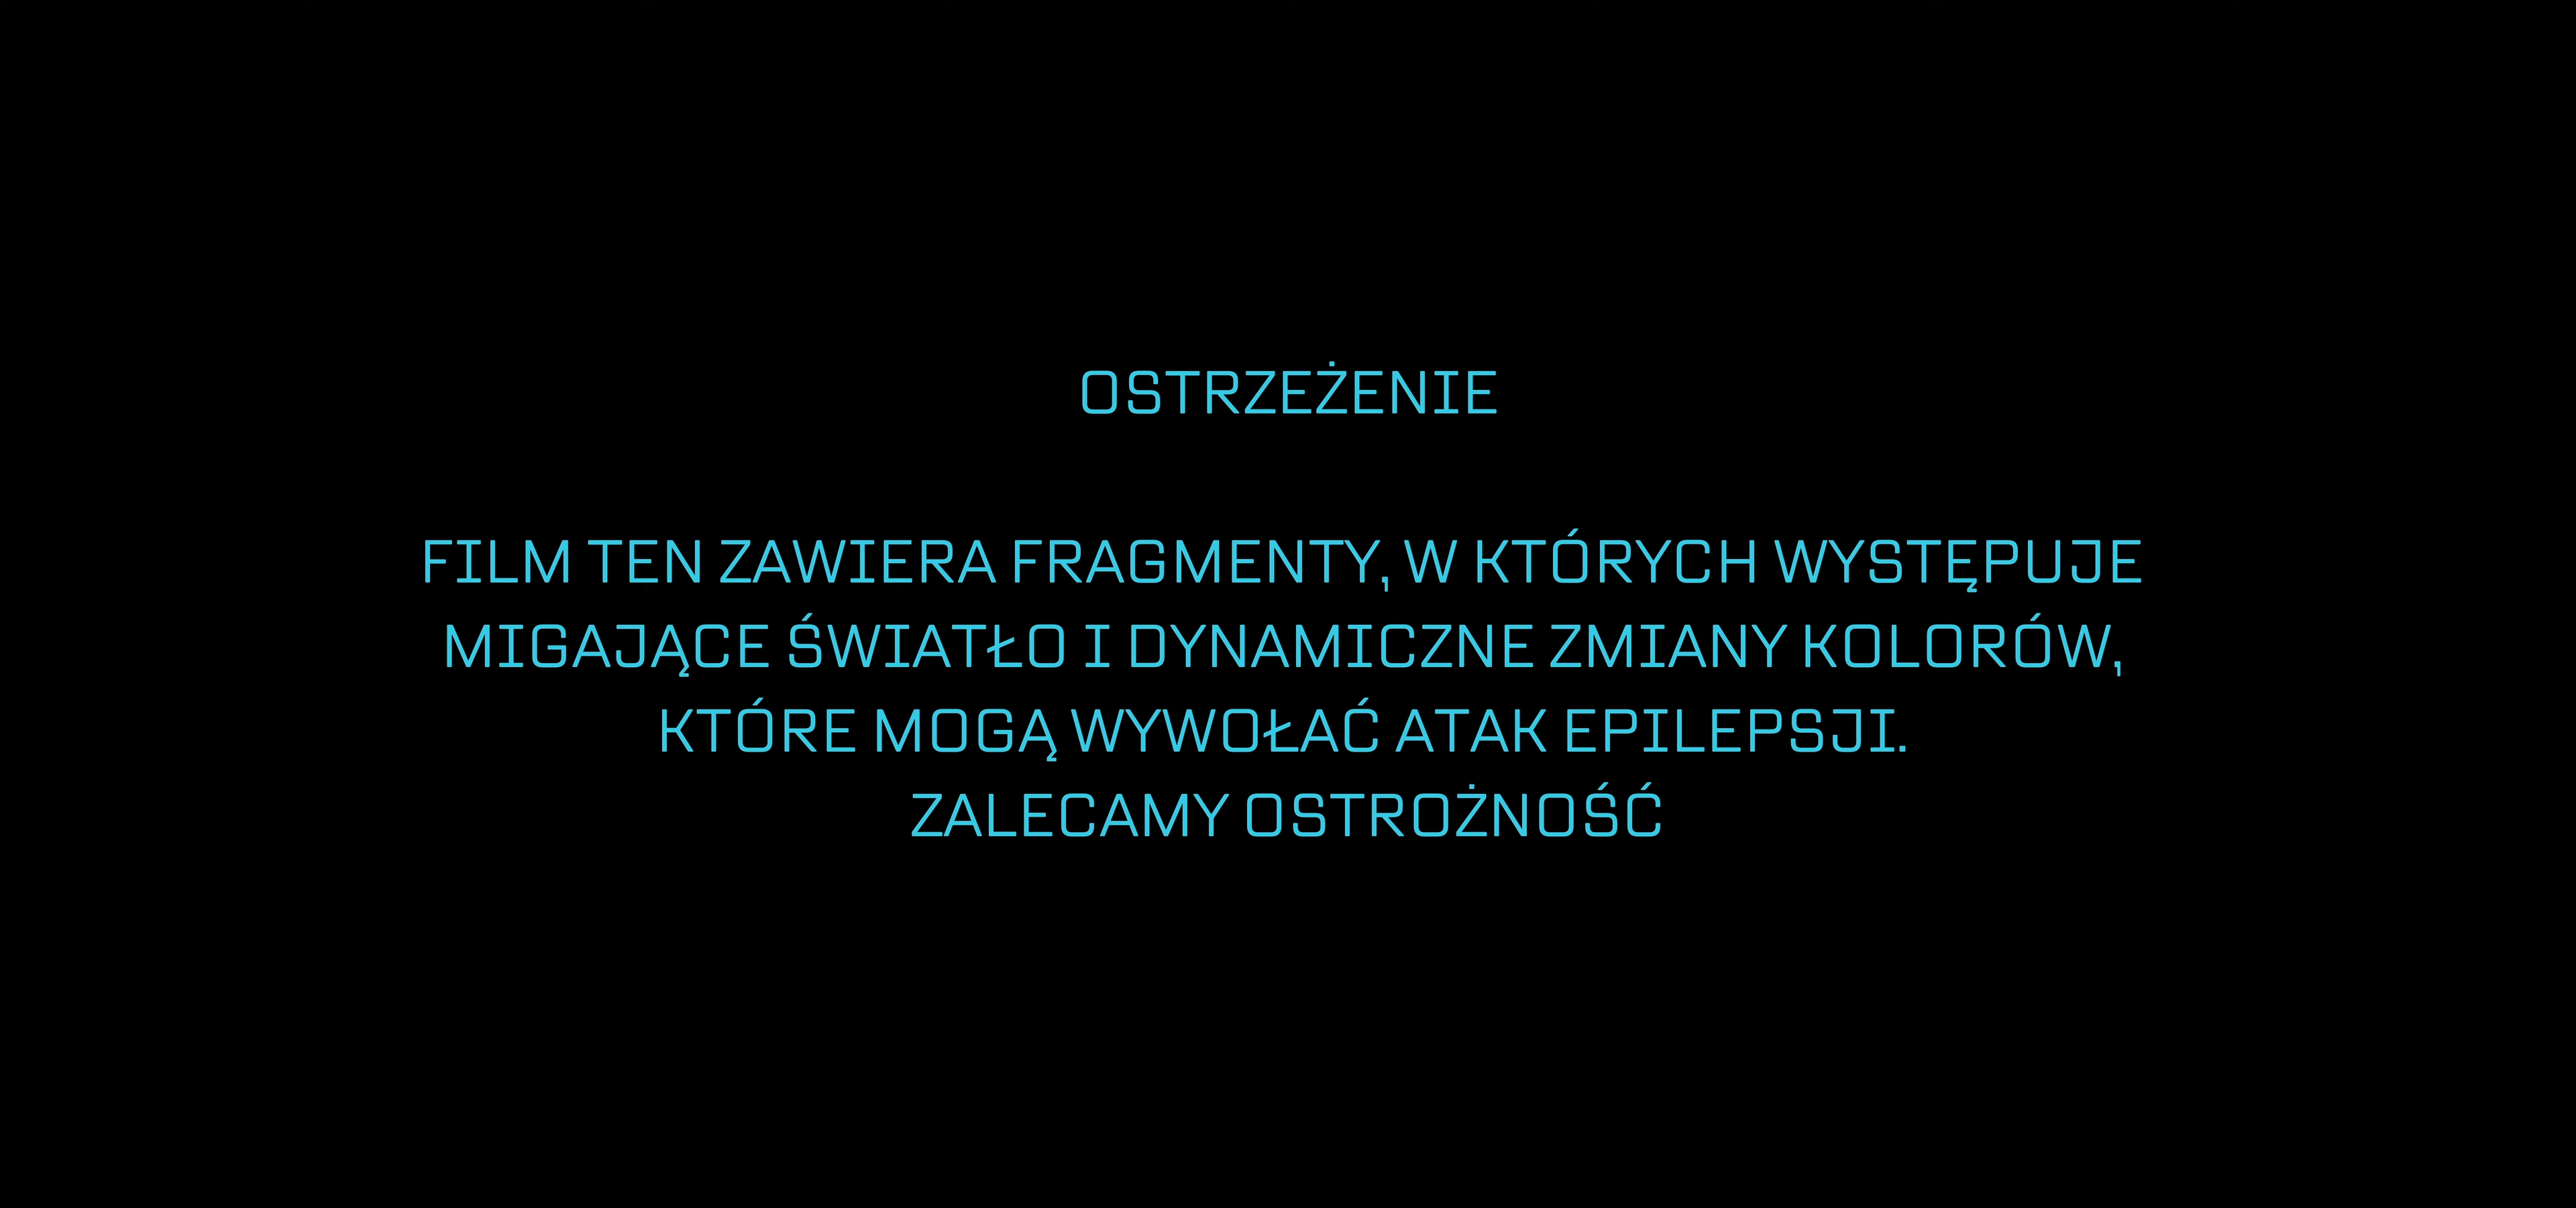 OSTRZEŻENIE
FILM TEN ZAWIERA FRAGMENTY, W KTÓRYCH WYSTĘPUJE
MIGAJĄCE ŚWIATŁO I DYNAMICZNE ZMIANY KOLORÓW,
KTÓRE MOGĄ WYWOŁAĆ ATAK EPILEPSJI.
ZALECAMY OSTROŻNOŚĆ